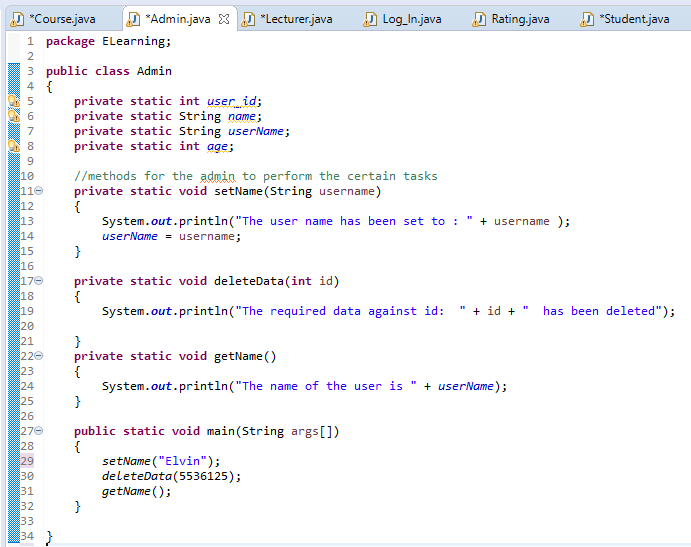 *Course.java *Admin.java *Lecturer.java Log_In.java Rating.java *Student.java
1 package ELearning;
2
3 public class Admin
4 {
5     private static int user_id;
6     private static String name;
7     private static String userName;
8     private static int age;
9
10     //methods for the admin to perform the certain tasks
11     private static void setName(String username)
12     {
13         System.out.println("The user name has been set to : " + username );
14         userName = username;
15     }
16
17     private static void deleteData(int id)
18     {
19         System.out.println("The required data against id:  " + id + "  has been deleted");
20
21     }
22     private static void getName()
23     {
24         System.out.println("The name of the user is " + userName);
25     }
26
27     public static void main(String args[])
28     {
29         setName("Elvin");
30         deleteData(5536125);
31         getName();
32     }
33
34 }